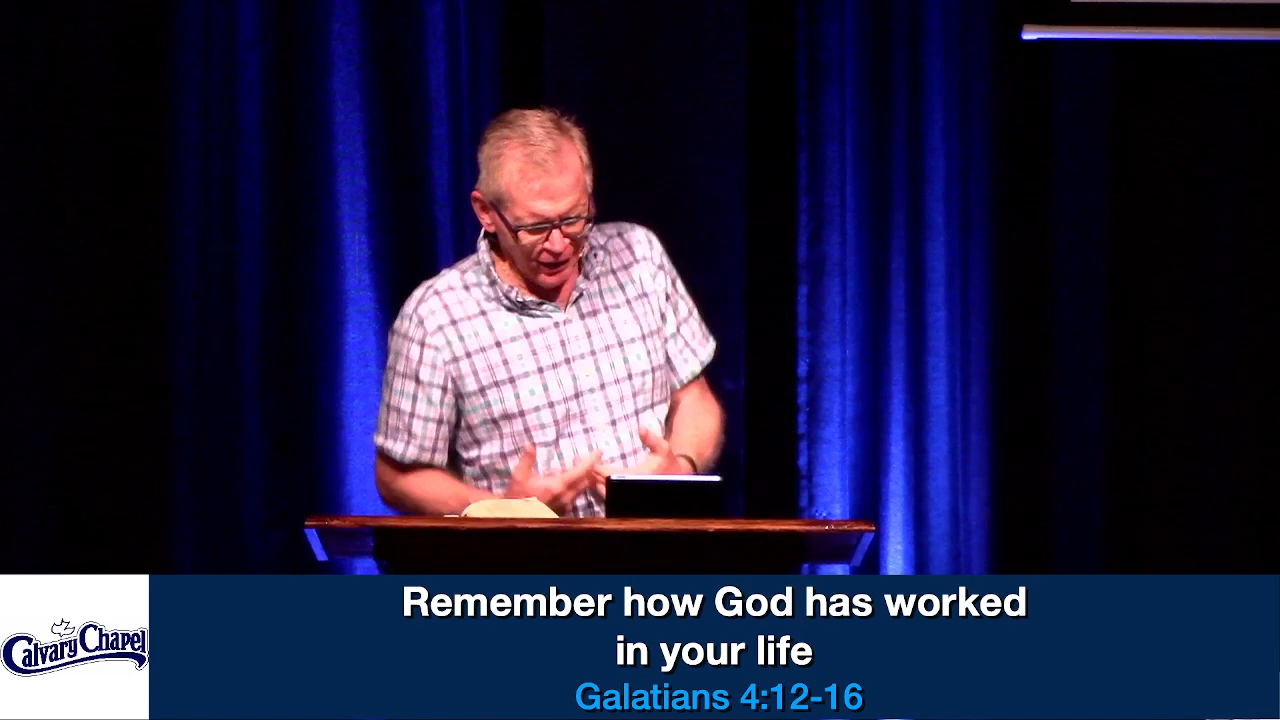 Remember how God has worked
in your life
Galatians 4:12-16
Calvary Chapel